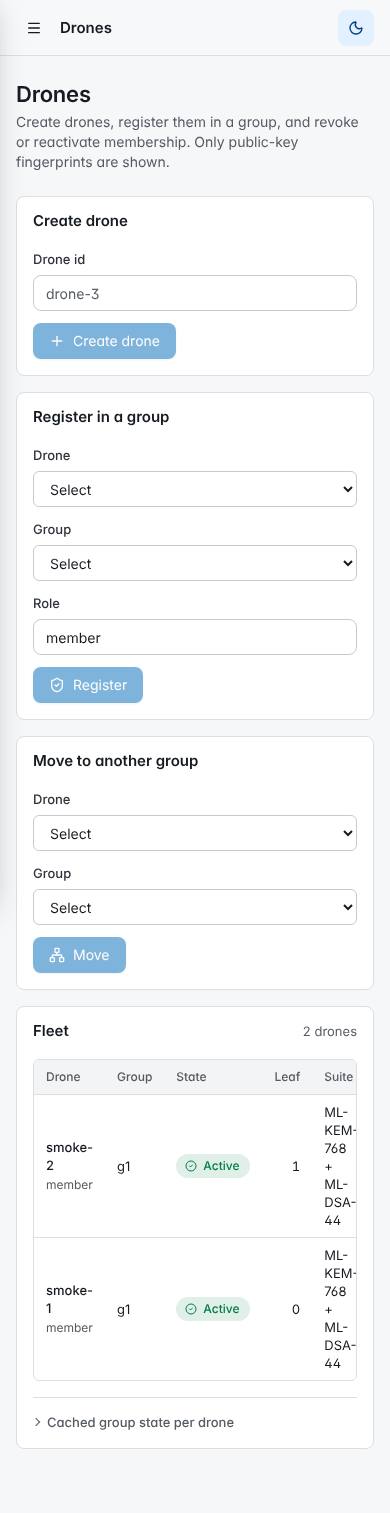 Drones
Drones
Create drones, register them in a group, and revoke
or reactivate membership. Only public-key
fingerprints are shown.
Create drone
Drone id
drone-3
Create drone
Register in a group
Drone
Select
Group
Select
Role
member
Register
Move to another group
Drone
Select
Group
Select
Move
Fleet 2 drones
Drone Group State Leaf Suite
smoke-
2
member
g1
Active
1
ML-
KEM-
768
+
ML-
DSA-
44
smoke-
1
member
g1
Active
0
ML-
KEM-
768
+
ML-
DSA-
44
Cached group state per drone